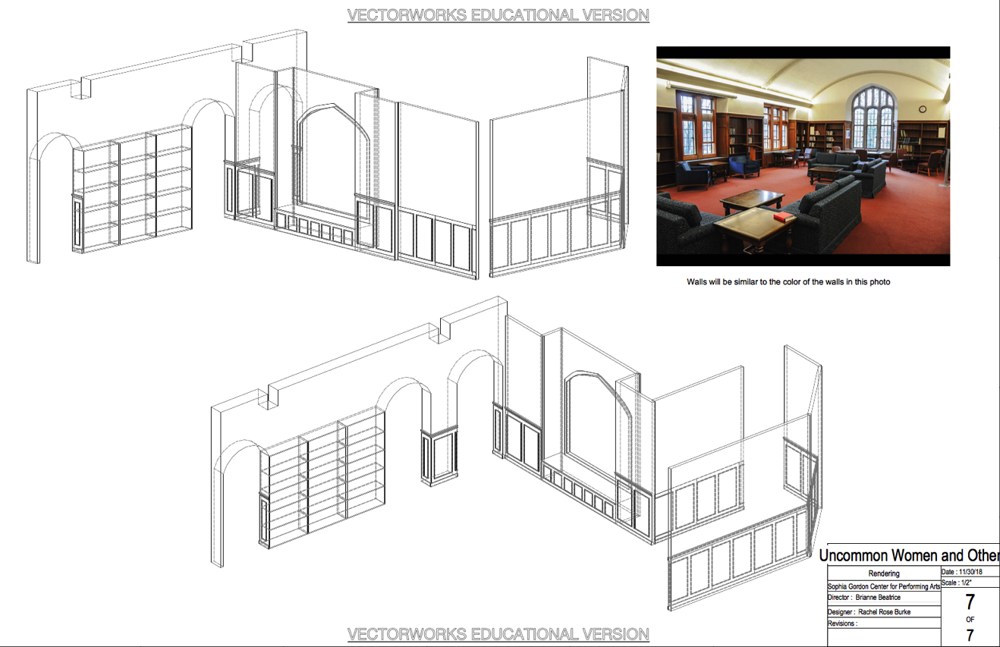 VECTORWORKS EDUCATIONAL VERSION
Walls will be similar to the color of the walls in this photo
Uncommon Women and Other
Rendering
Date : 11/30/18
Sophia Gordon Center for Performing Arts
Scale : 1/2"
Director : Brianne Beatrice
7
Designer : Rachel Rose Burke
OF
Revisions :
7
VECTORWORKS EDUCATIONAL VERSION